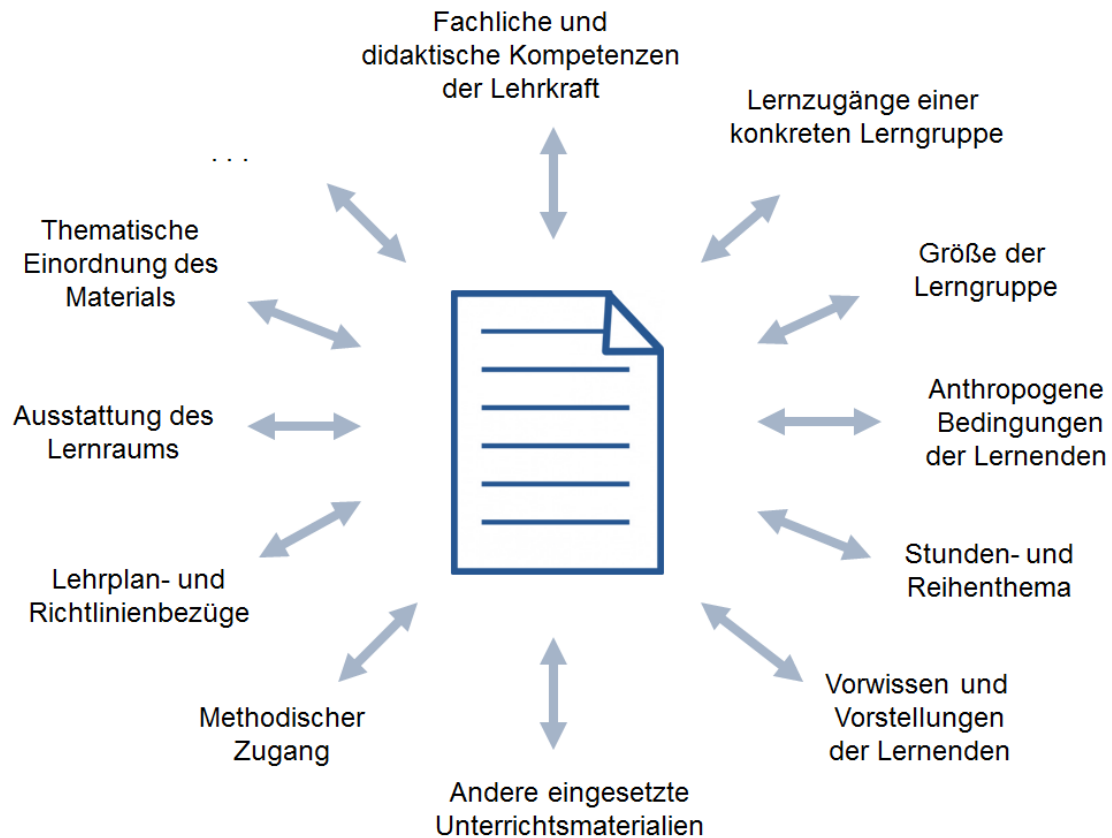 Fachliche und
didaktische Kompetenzen
der Lehrkraft
Lernzugänge einer
konkreten Lerngruppe
Größe der
Lerngruppe
Anthropogene
Bedingungen
der Lernenden
Stunden- und
Reihenthema
Vorwissen und
Vorstellungen
der Lernenden
Andere eingesetzte
Unterrichtsmaterialien
Methodischer
Zugang
Lehrplan- und
Richtlinienbezüge
Ausstattung des
Lernraums
Thematische
Einordnung des
Materials
. . .